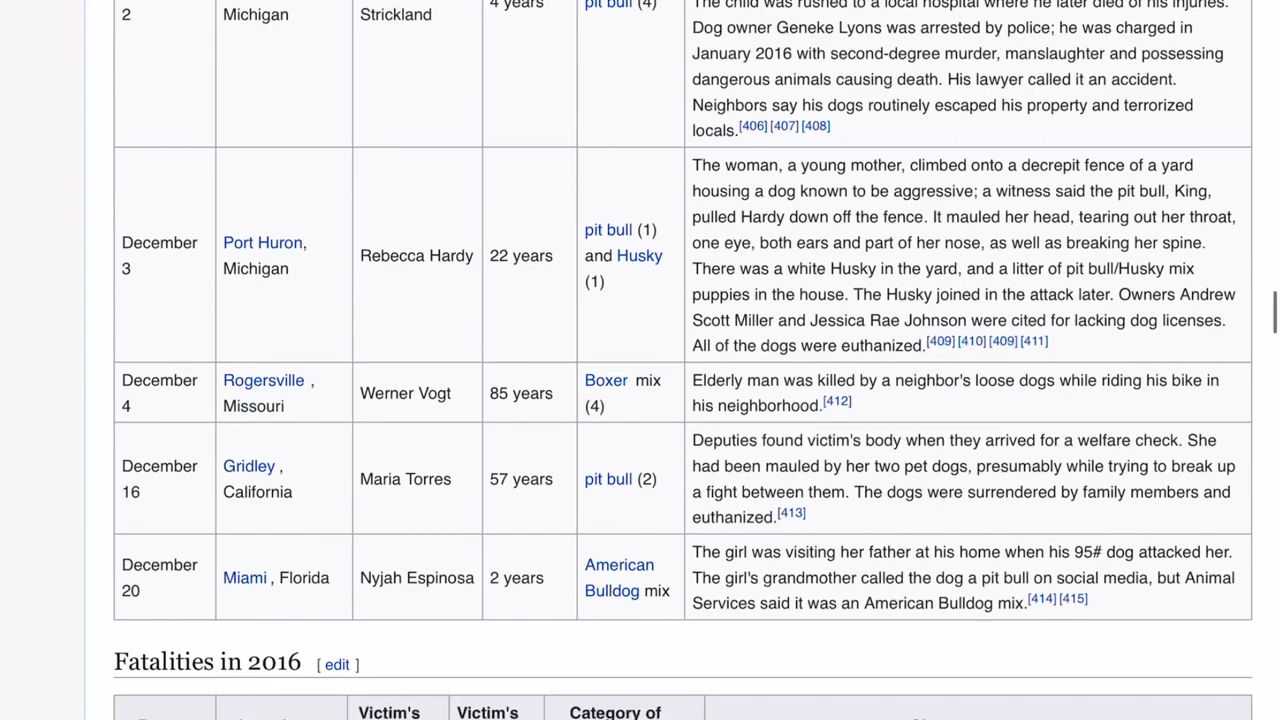 2 Michigan Strickland 4 years pit bull (4) The child was rushed to a local hospital where he later died of his injuries.
Dog owner Geneke Lyons was arrested by police; he was charged in
January 2016 with second-degree murder, manslaughter and possessing
dangerous animals causing death. His lawyer called it an accident.
Neighbors say his dogs routinely escaped his property and terrorized
locals.[406][407][408]
December
3
Port Huron,
Michigan
Rebecca Hardy
22 years
pit bull (1)
and Husky
(1)
The woman, a young mother, climbed onto a decrepit fence of a yard
housing a dog known to be aggressive; a witness said the pit bull, King,
pulled Hardy down off the fence. It mauled her head, tearing out her throat,
one eye, both ears and part of her nose, as well as breaking her spine.
There was a white Husky in the yard, and a litter of pit bull/Husky mix
puppies in the house. The Husky joined in the attack later. Owners Andrew
Scott Miller and Jessica Rae Johnson were cited for lacking dog licenses.
All of the dogs were euthanized.[409][410][409][411]
December
4
Rogersville ,
Missouri
Werner Vogt
85 years
Boxer mix
(4)
Elderly man was killed by a neighbor's loose dogs while riding his bike in
his neighborhood.[412]
December
16
Gridley ,
California
Maria Torres
57 years
pit bull (2)
Deputies found victim's body when they arrived for a welfare check. She
had been mauled by her two pet dogs, presumably while trying to break up
a fight between them. The dogs were surrendered by family members and
euthanized.[413]
December
20
Miami , Florida
Nyjah Espinosa
2 years
American
Bulldog mix
The girl was visiting her father at his home when his 95# dog attacked her.
The girl's grandmother called the dog a pit bull on social media, but Animal
Services said it was an American Bulldog mix.[414][415]
Fatalities in 2016 [ edit ]
Victim's Victim's Category of